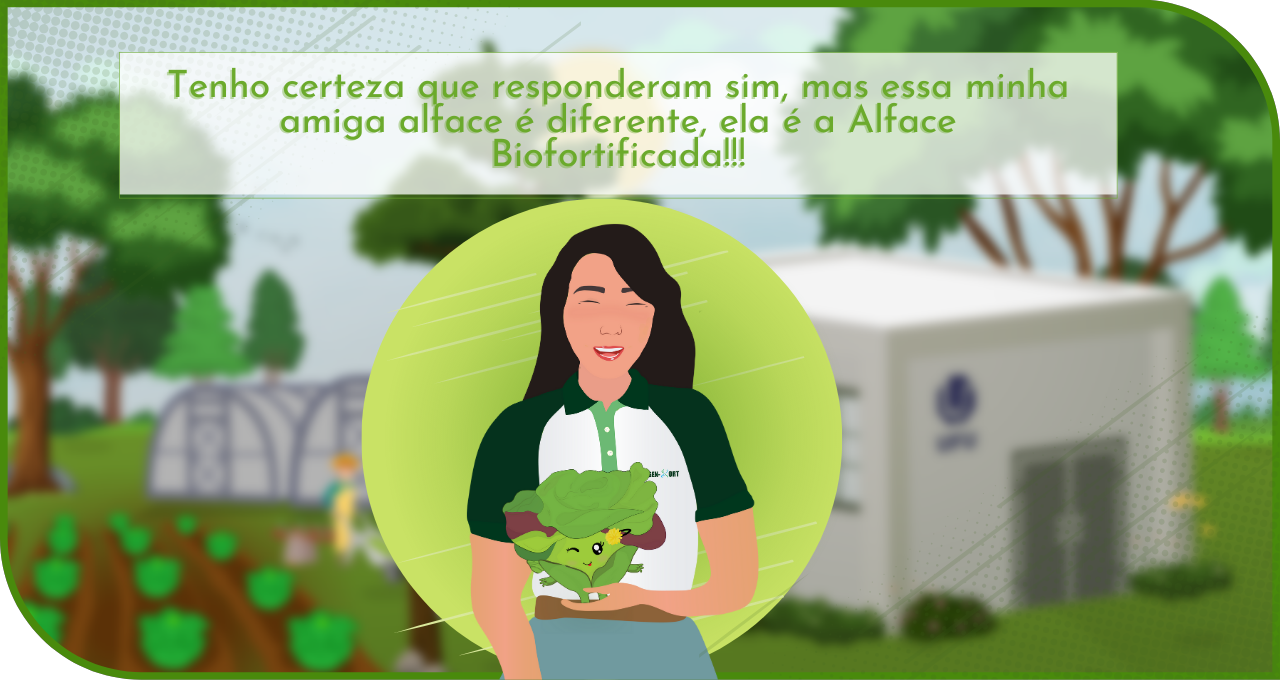 Tenho certeza que responderam sim, mas essa minha
amiga alface é diferente, ela é a Alface
Biofortificada!!!